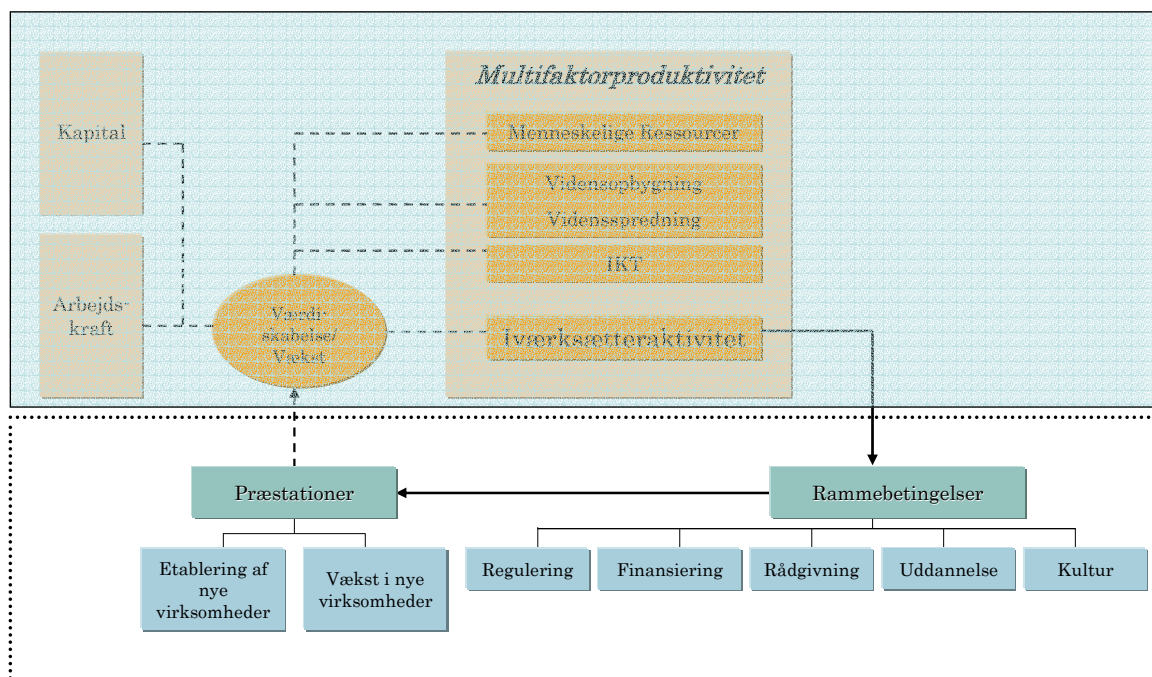 Multifaktorproduktivitet
Kapital
Menneskelige Ressourcer
Vidensopbygning
Vidensspredning
IKT
Arbejds-
kraft
Værdi-
skabelse/
Vækst
Iværksætteraktivitet
Præstationer
Rammebetingelser
Etablering af
nye
virksomheder
Vækst i nye
virksomheder
Regulering
Finansiering
Rådgivning
Uddannelse
Kultur